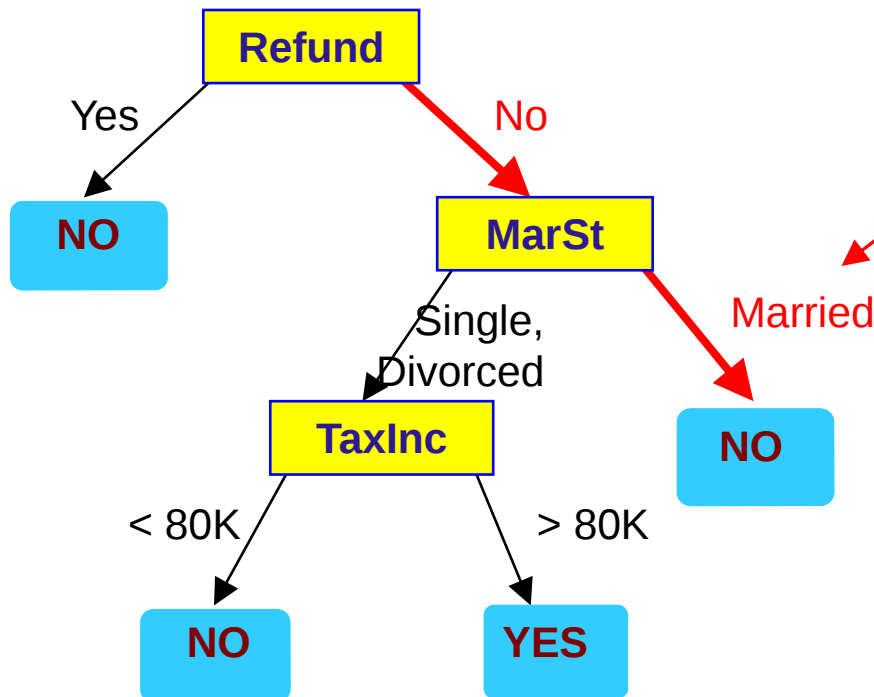 Refund
Yes
No
NO
MarSt
Single,
Divorced
Married
TaxInc
NO
< 80K
> 80K
NO
YES